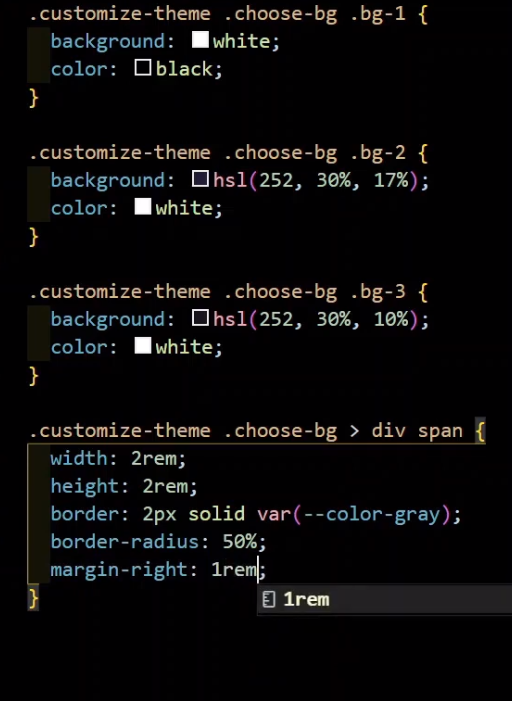 .customize-theme .choose-bg .bg-1 {
  background: white;
  color: black;
}

.customize-theme .choose-bg .bg-2 {
  background: hsl(252, 30%, 17%);
  color: white;
}

.customize-theme .choose-bg .bg-3 {
  background: hsl(252, 30%, 10%);
  color: white;
}

.customize-theme .choose-bg > div span {
  width: 2rem;
  height: 2rem;
  border: 2px solid var(--color-gray);
  border-radius: 50%;
  margin-right: 1rem;
}
1rem